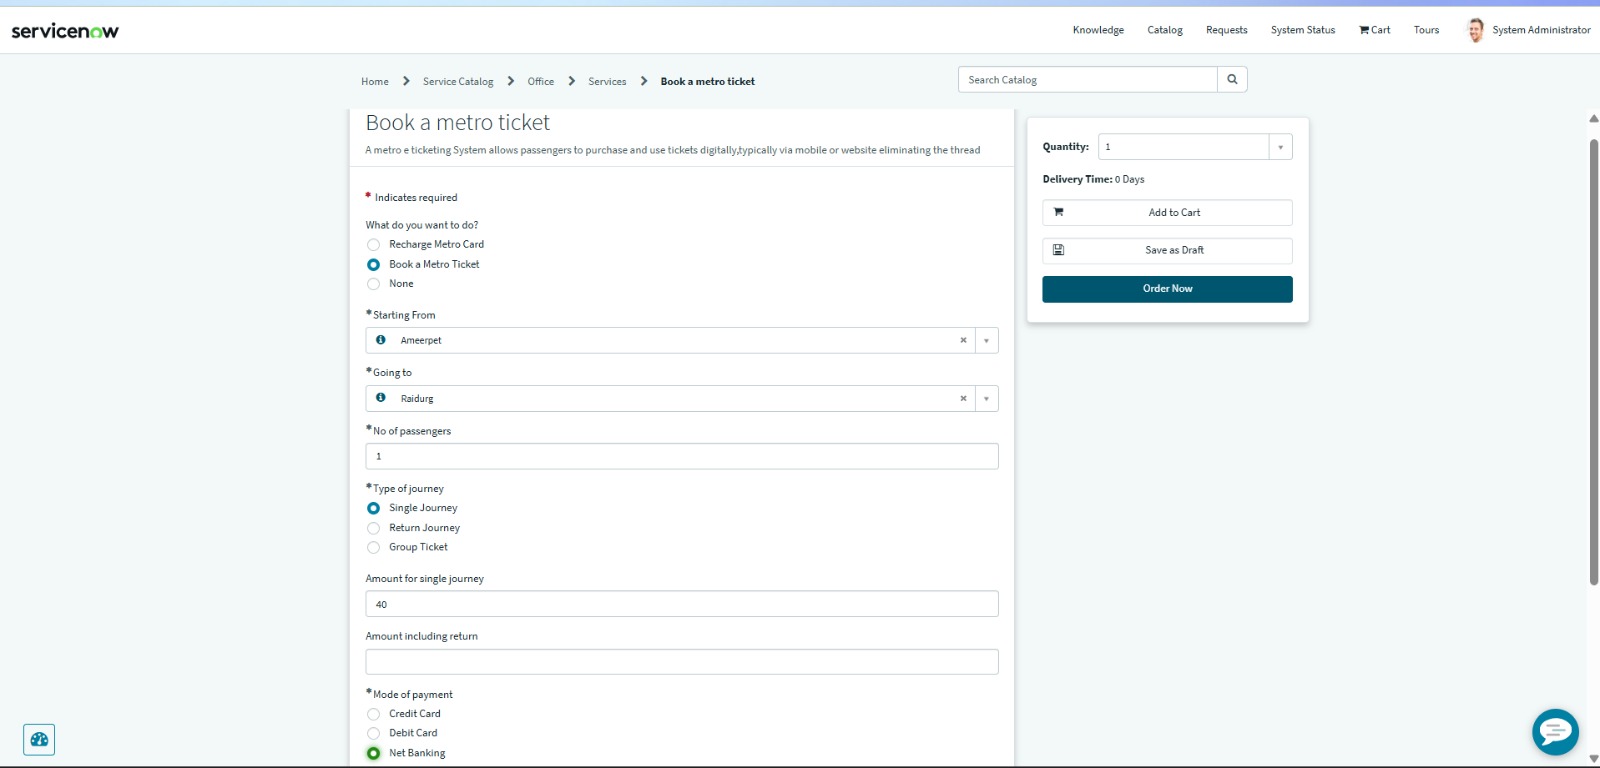 servicenow
Knowledge Catalog Requests System Status Cart Tours System Administrator
Home Service Catalog Office Services Book a metro ticket
Search Catalog
Book a metro ticket
A metro e ticketing System allows passengers to purchase and use tickets digitally,typically via mobile or website eliminating the thread
* Indicates required
What do you want to do?
Recharge Metro Card
Book a Metro Ticket
None
*Starting From
Ameerpet
*Going to
Raidurg
*No of passengers
1
*Type of journey
Single Journey
Return Journey
Group Ticket
Amount for single journey
40
Amount including return
*Mode of payment
Credit Card
Debit Card
Net Banking
Quantity: 1
Delivery Time: 0 Days
Add to Cart
Save as Draft
Order Now